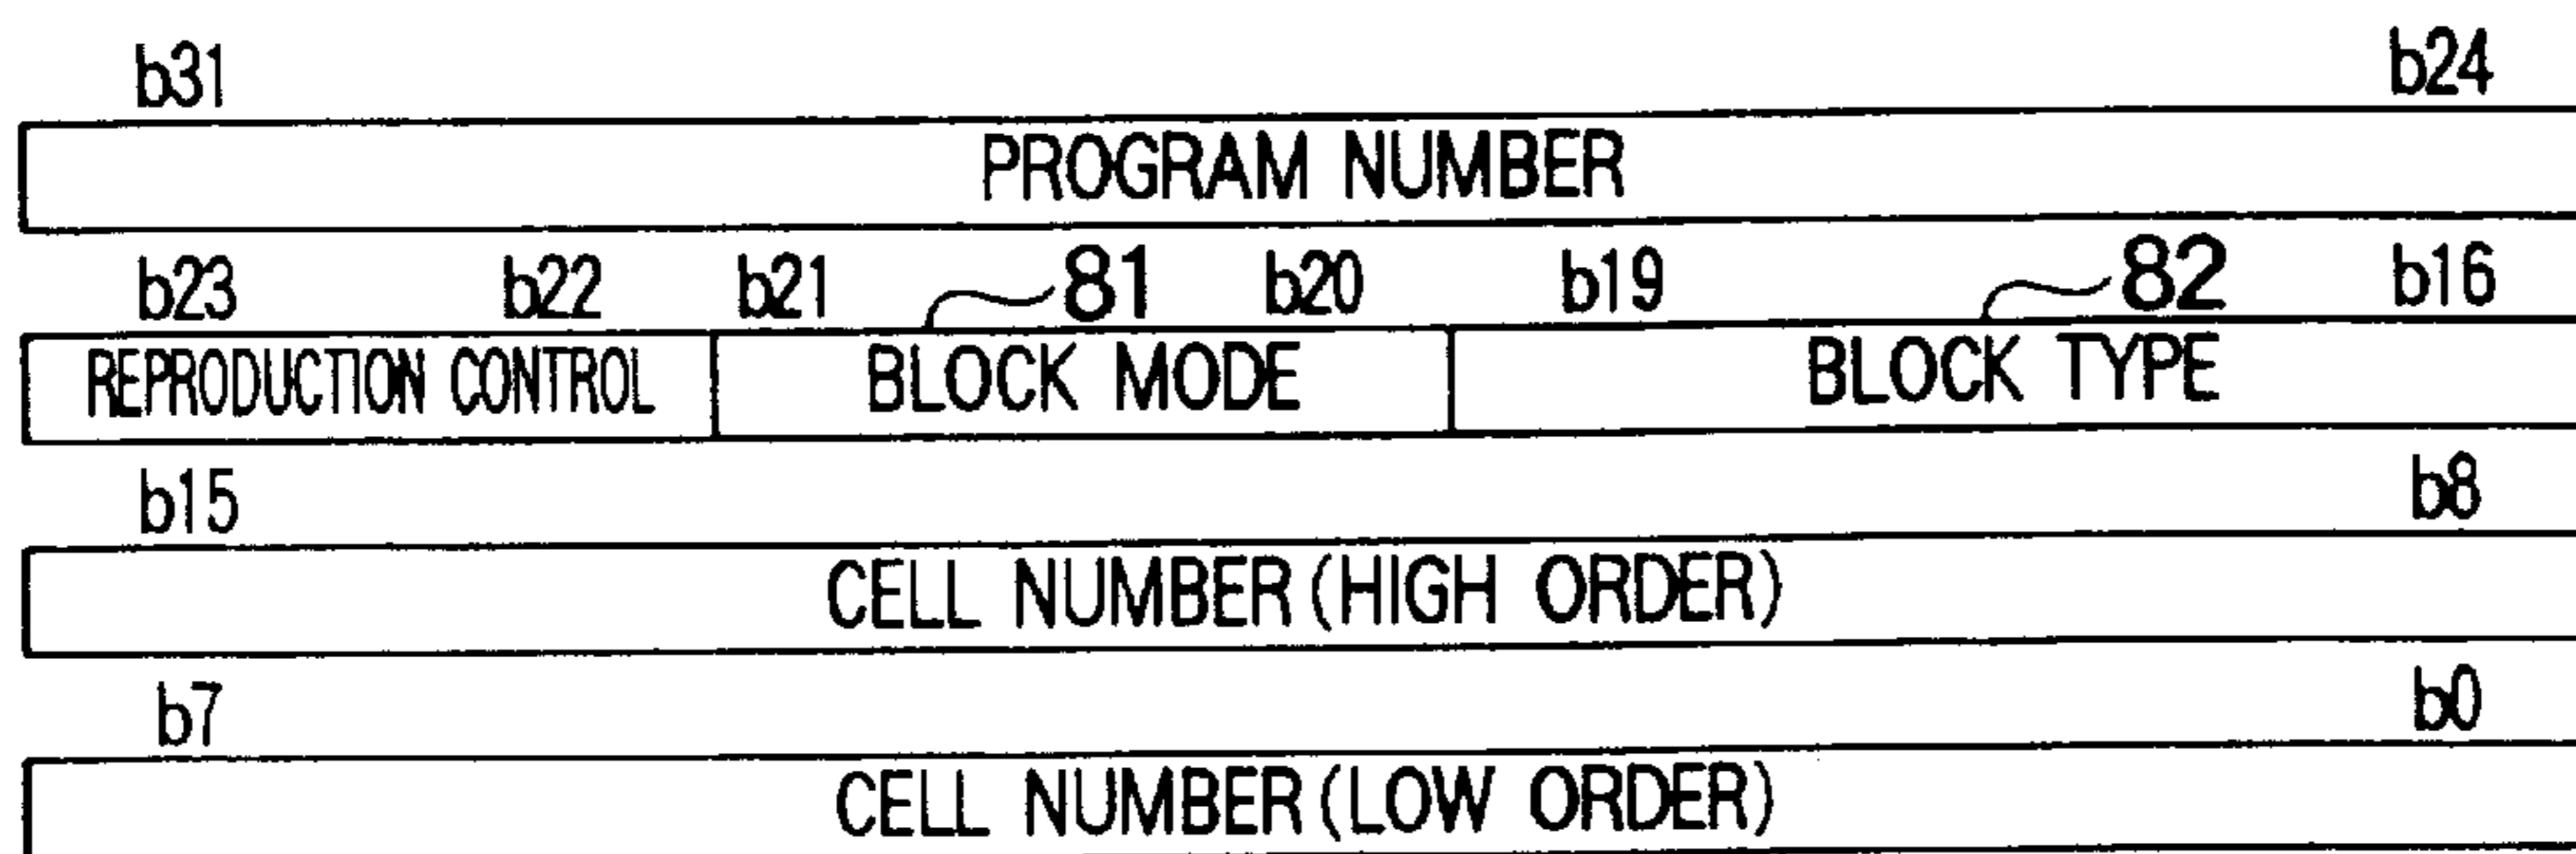 b31 b24
PROGRAM NUMBER
b23 b22 b21 81 b20 b19 82 b16
REPRODUCTION CONTROL BLOCK MODE BLOCK TYPE
b15 b8
CELL NUMBER (HIGH ORDER)
b7 b0
CELL NUMBER (LOW ORDER)